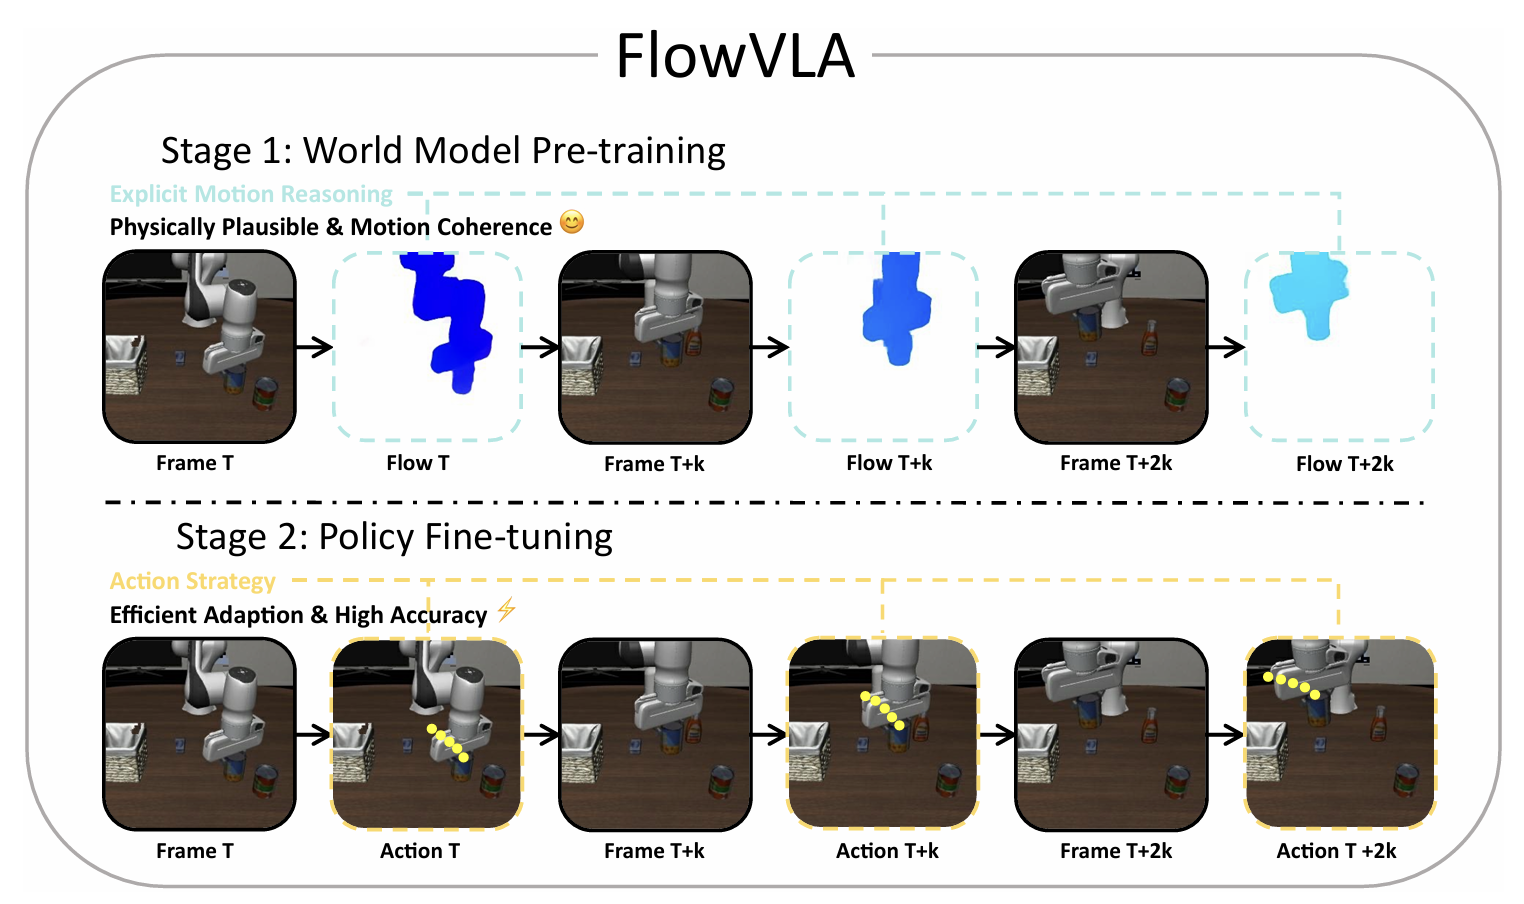 FlowVLA
Stage 1: World Model Pre-training
Explicit Motion Reasoning
Physically Plausible & Motion Coherence 😊
Frame T
Flow T
Frame T+k
Flow T+k
Frame T+2k
Flow T+2k
Stage 2: Policy Fine-tuning
Action Strategy
Efficient Adaption & High Accuracy ⚡
Frame T
Action T
Frame T+k
Action T+k
Frame T+2k
Action T +2k